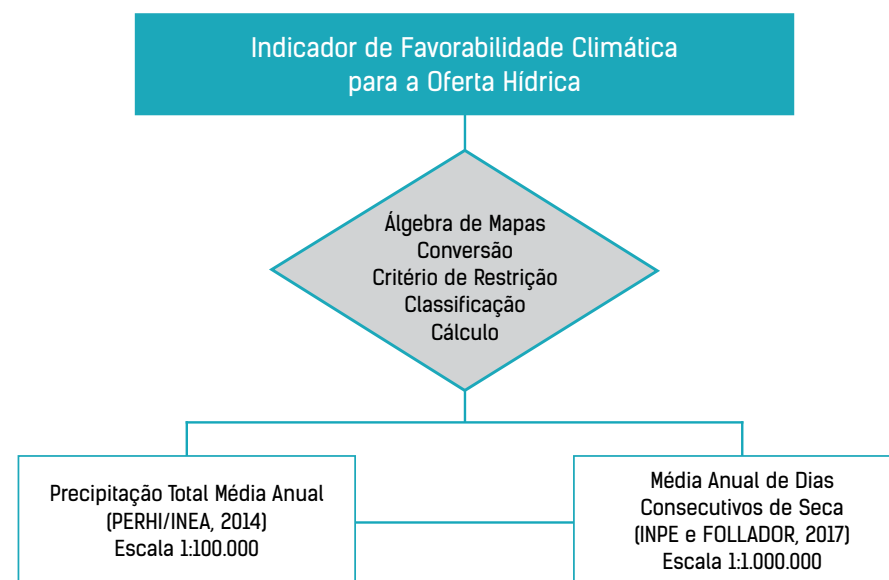 Indicador de Favorabilidade Climática
para a Oferta Hídrica
Álgebra de Mapas
Conversão
Critério de Restrição
Classificação
Cálculo
Precipitação Total Média Anual
(PERHI/INEA, 2014)
Escala 1:100.000
Média Anual de Dias
Consecutivos de Seca
(INPE e FOLLADOR, 2017)
Escala 1:1.000.000